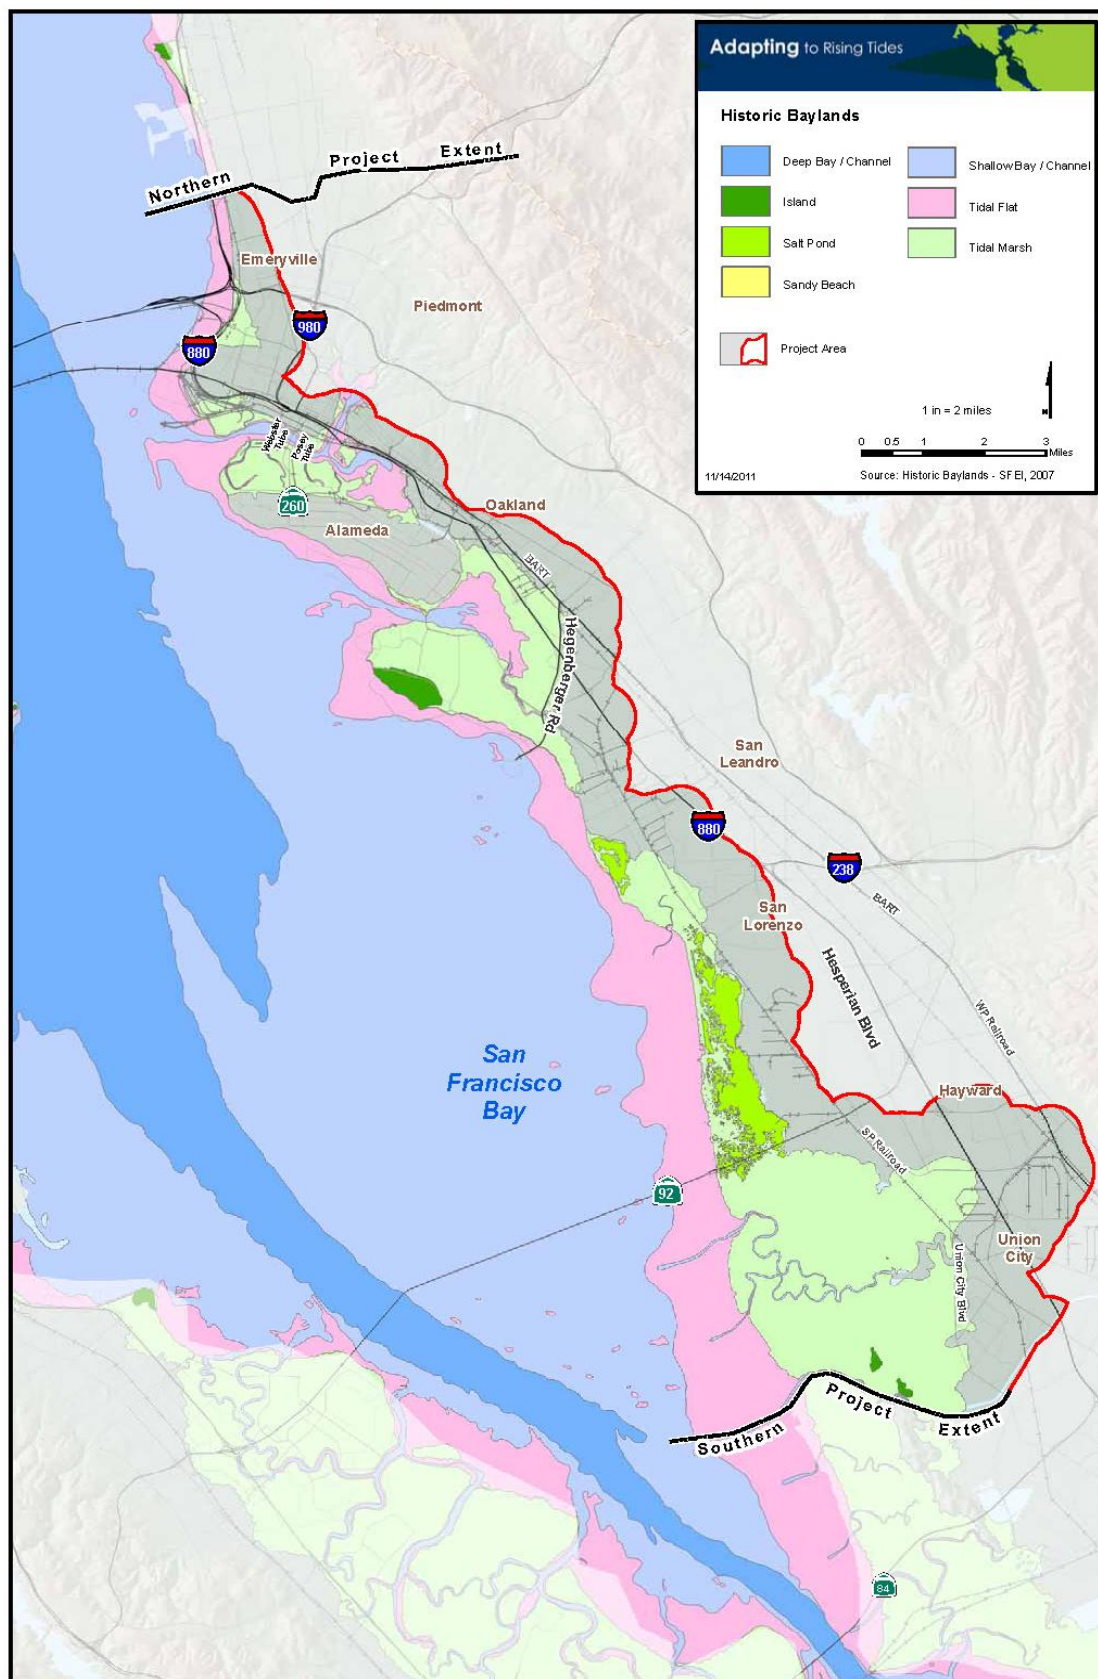 Adapting to Rising Tides
Historic Baylands
Deep Bay / Channel
Shallow Bay / Channel
Island
Tidal Flat
Salt Pond
Tidal Marsh
Sandy Beach
Project Area
1 in = 2 miles
N
0 0.5 1 2 3
Miles
11/14/2011
Source: Historic Baylands - SFEI, 2007
Northern Project Extent
Emeryville
Piedmont
980
880
Webster
Tube
Posey
Tube
260
Alameda
Oakland
BART
Hegenberger Rd
San
Leandro
880
238
BART
San
Lorenzo
Hesperian Blvd
WP Railroad
San
Francisco
Bay
Hayward
SP Railroad
92
Union
City
Union City Blvd
Southern Project Extent
84